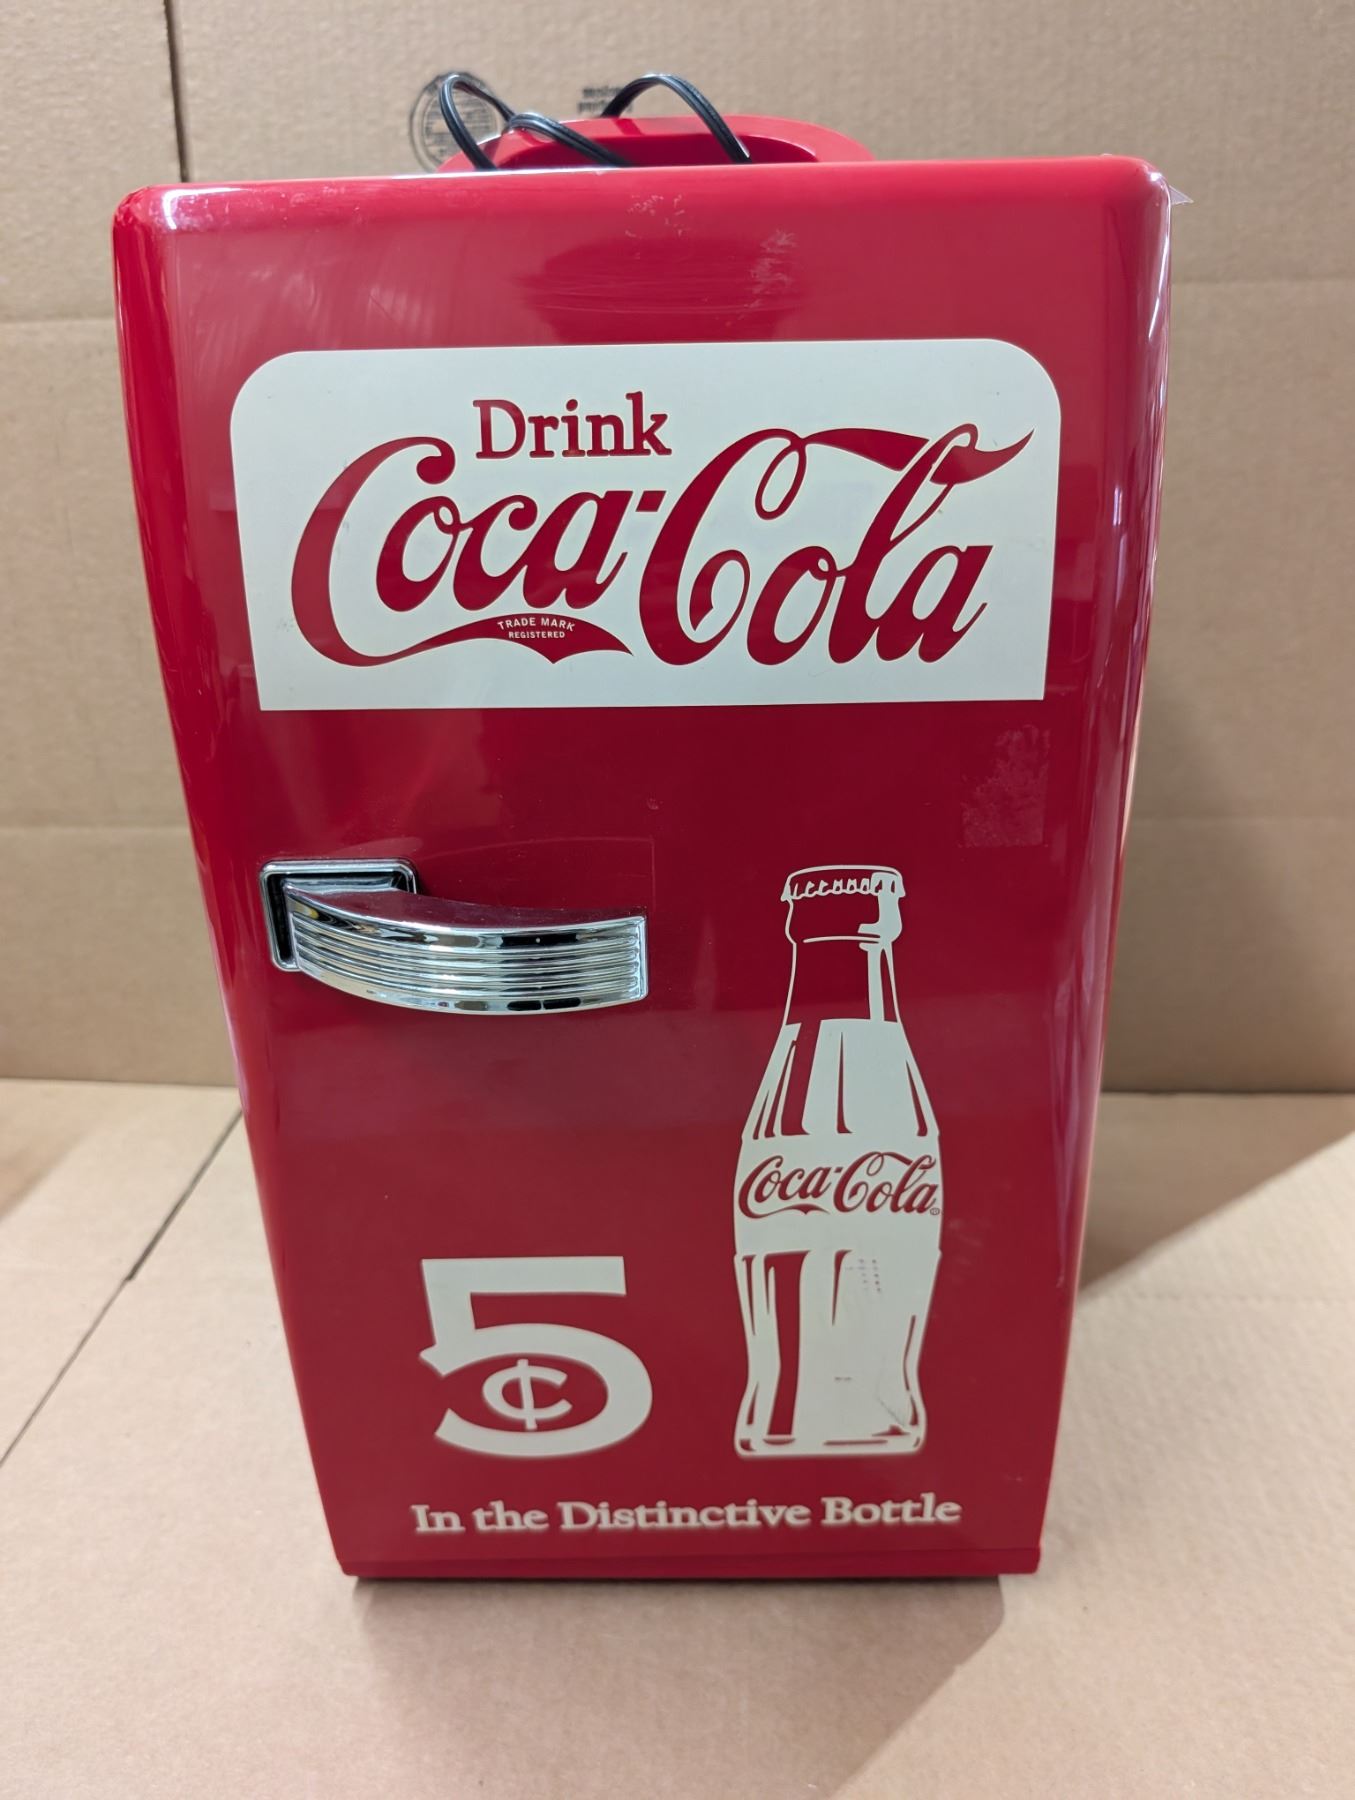 Drink
Coca-Cola
TRADE MARK
REGISTERED
Coca-Cola®
5¢
In the Distinctive Bottle